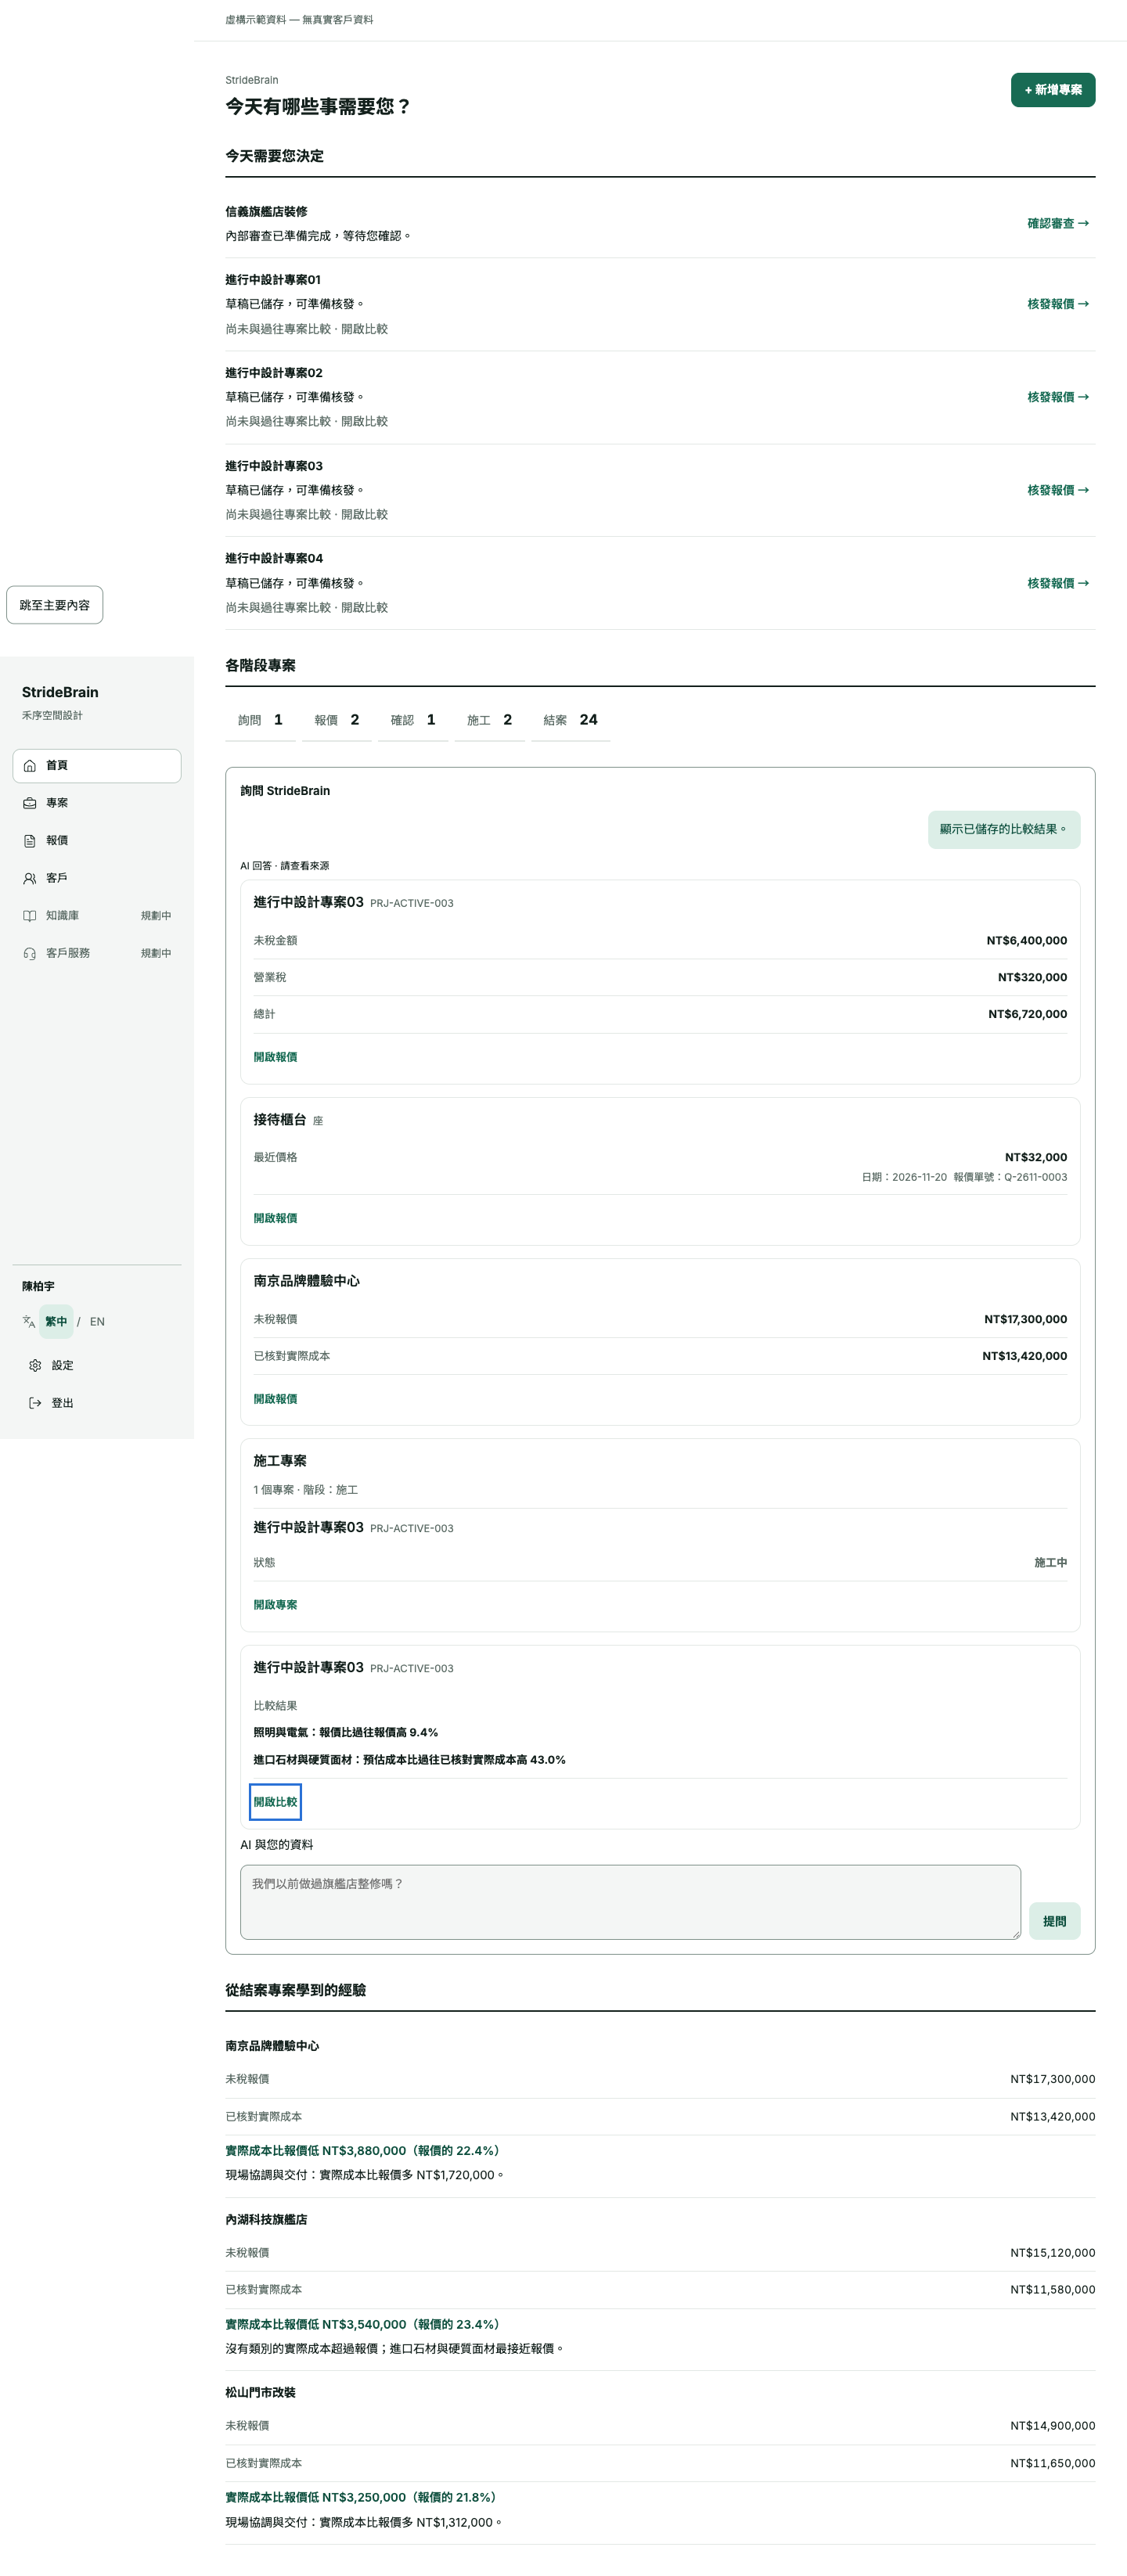 虛構示範資料 — 無真實客戶資料
StrideBrain
今天有哪些事需要您？
+ 新增專案
今天需要您決定
信義旗艦店裝修
內部審查已準備完成，等待您確認。
確認審查 →
進行中設計專案01
草稿已儲存，可準備核發。
尚未與過往專案比較 · 開啟比較
核發報價 →
進行中設計專案02
草稿已儲存，可準備核發。
尚未與過往專案比較 · 開啟比較
核發報價 →
進行中設計專案03
草稿已儲存，可準備核發。
尚未與過往專案比較 · 開啟比較
核發報價 →
進行中設計專案04
草稿已儲存，可準備核發。
尚未與過往專案比較 · 開啟比較
核發報價 →
跳至主要內容
StrideBrain
禾序空間設計
首頁
專案
報價
客戶
知識庫 規劃中
客戶服務 規劃中
陳柏宇
繁中 / EN
設定
登出
各階段專案
詢問 1 報價 2 確認 1 施工 2 結案 24
詢問 StrideBrain
顯示已儲存的比較結果。
AI 回答 · 請查看來源
進行中設計專案03 PRJ-ACTIVE-003
未稅金額 NT$6,400,000
營業稅 NT$320,000
總計 NT$6,720,000
開啟報價
接待櫃台 座
最近價格 NT$32,000
日期：2026-11-20 報價單號：Q-2611-0003
開啟報價
南京品牌體驗中心
未稅報價 NT$17,300,000
已核對實際成本 NT$13,420,000
開啟報價
施工專案
1 個專案 · 階段：施工
進行中設計專案03 PRJ-ACTIVE-003
狀態 施工中
開啟專案
進行中設計專案03 PRJ-ACTIVE-003
比較結果
照明與電氣：報價比過往報價高 9.4%
進口石材與硬質面材：預估成本比過往已核對實際成本高 43.0%
開啟比較
AI 與您的資料
我們以前做過旗艦店整修嗎？
提問
從結案專案學到的經驗
南京品牌體驗中心
未稅報價 NT$17,300,000
已核對實際成本 NT$13,420,000
實際成本比報價低 NT$3,880,000（報價的 22.4%）
現場協調與交付：實際成本比報價多 NT$1,720,000。
內湖科技旗艦店
未稅報價 NT$15,120,000
已核對實際成本 NT$11,580,000
實際成本比報價低 NT$3,540,000（報價的 23.4%）
沒有類別的實際成本超過報價；進口石材與硬質面材最接近報價。
松山門市改裝
未稅報價 NT$14,900,000
已核對實際成本 NT$11,650,000
實際成本比報價低 NT$3,250,000（報價的 21.8%）
現場協調與交付：實際成本比報價多 NT$1,312,000。